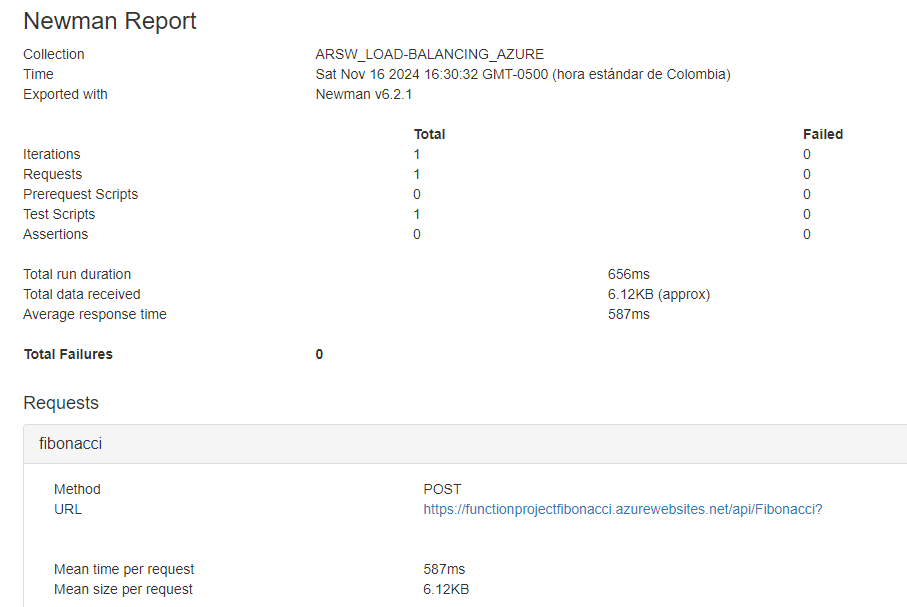 Newman Report
Collection ARSW_LOAD-BALANCING_AZURE
Time Sat Nov 16 2024 16:30:32 GMT-0500 (hora estándar de Colombia)
Exported with Newman v6.2.1
Total Failed
Iterations 1 0
Requests 1 0
Prerequest Scripts 0 0
Test Scripts 1 0
Assertions 0 0
Total run duration 656ms
Total data received 6.12KB (approx)
Average response time 587ms
Total Failures 0
Requests
fibonacci
Method POST
URL https://functionprojectfibonacci.azurewebsites.net/api/Fibonacci?
Mean time per request 587ms
Mean size per request 6.12KB